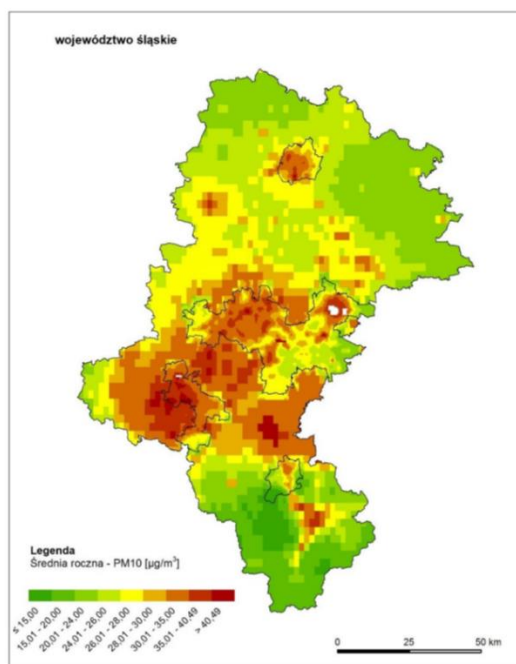 województwo śląskie
Legenda
Średnia roczna - PM10 [µg/m³]
≤ 15,00
15,01 - 20,00
20,01 - 24,00
24,01 - 26,00
26,01 - 28,00
28,01 - 30,00
30,01 - 35,00
35,01 - 40,49
> 40,49
0 25 50 km